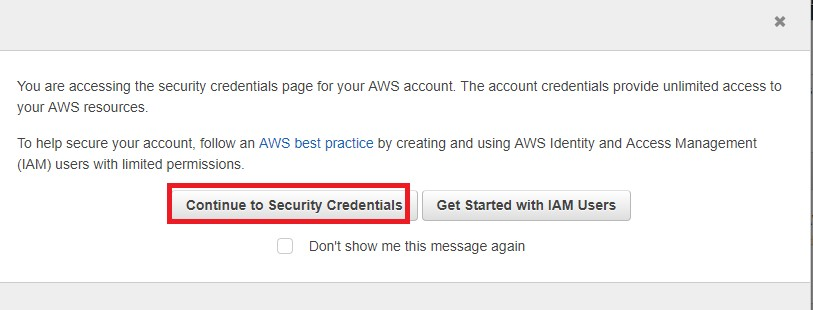 You are accessing the security credentials page for your AWS account. The account credentials provide unlimited access to
your AWS resources.
To help secure your account, follow an AWS best practice by creating and using AWS Identity and Access Management
(IAM) users with limited permissions.
Continue to Security Credentials Get Started with IAM Users
Don't show me this message again